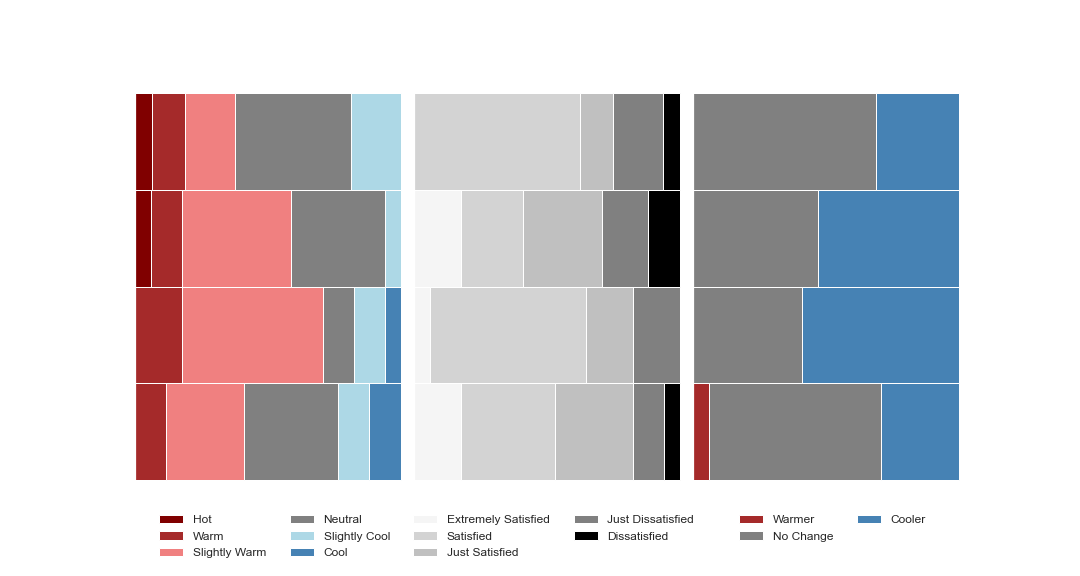 Hot Neutral Extremely Satisfied Just Dissatisfied Warmer Cooler
Warm Slightly Cool Satisfied Dissatisfied No Change
Slightly Warm Cool Just Satisfied